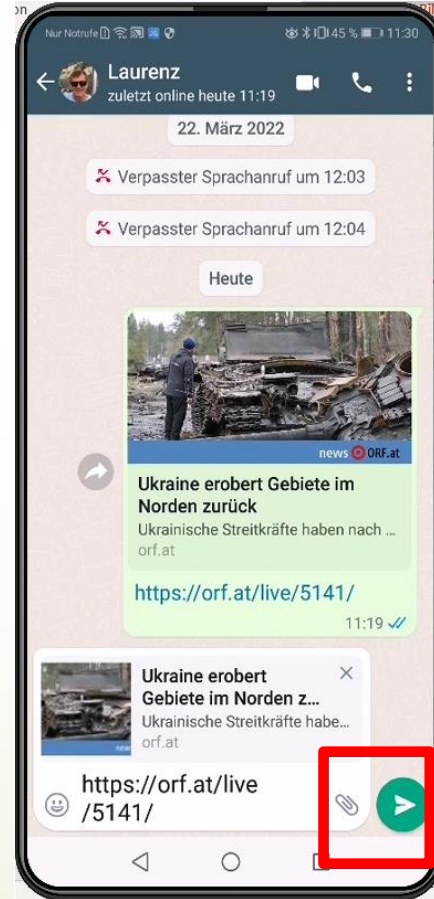 on
Nur Notrufe 45 % 11:30
Laurenz
zuletzt online heute 11:19
22. März 2022
Verpasster Sprachanruf um 12:03
Verpasster Sprachanruf um 12:04
Heute
news ORF.at
Ukraine erobert Gebiete im
Norden zurück
Ukrainische Streitkräfte haben nach ...
orf.at
https://orf.at/live/5141/
11:19
Ukraine erobert
Gebiete im Norden z...
Ukrainische Streitkräfte habe...
orf.at
https://orf.at/live
/5141/